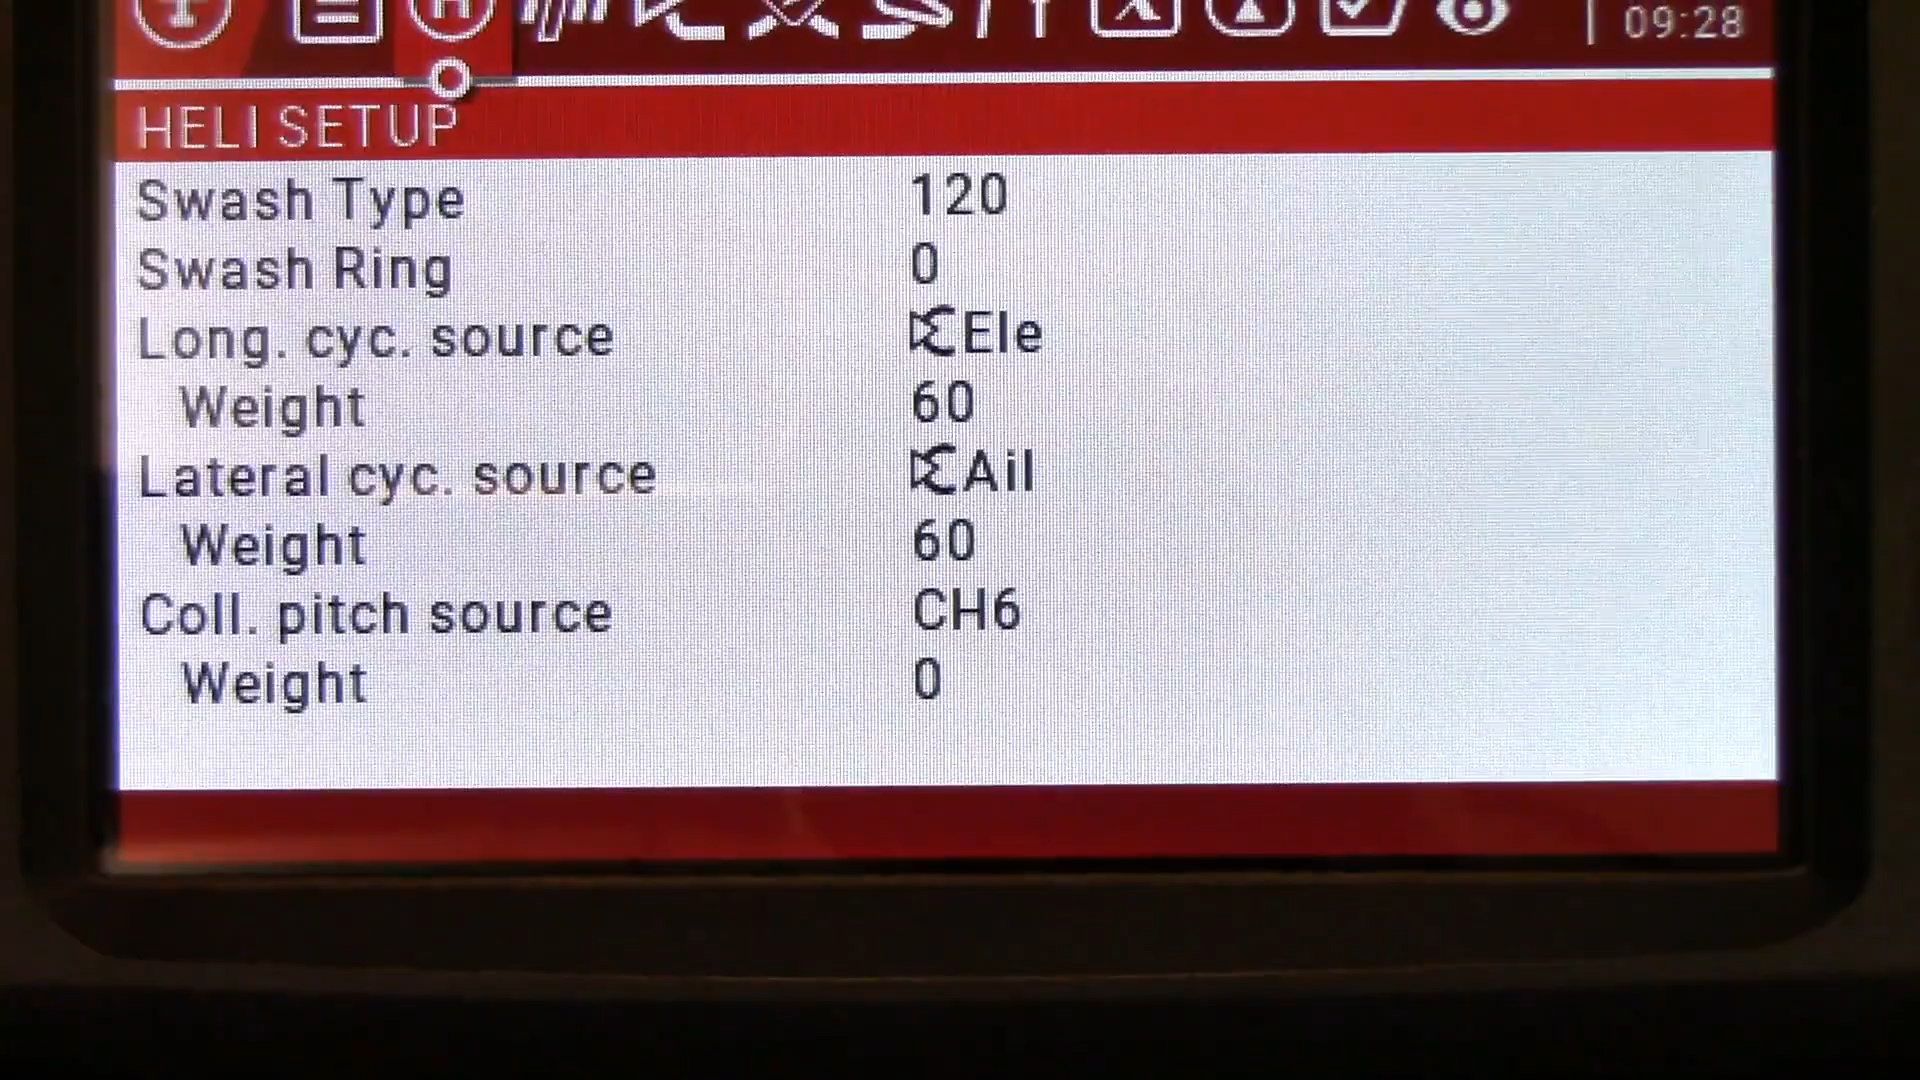 09:28
HELI SETUP
Swash Type 120
Swash Ring 0
Long. cyc. source Ele
Weight 60
Lateral cyc. source Ail
Weight 60
Coll. pitch source CH6
Weight 0